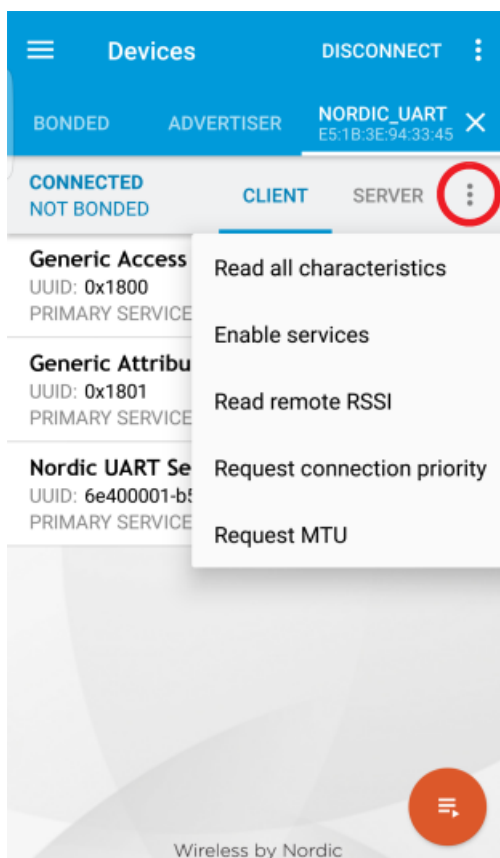 Devices DISCONNECT
BONDED ADVERTISER NORDIC_UART
E5:1B:3E:94:33:45
CONNECTED
NOT BONDED CLIENT SERVER
Generic Access
UUID: 0x1800
PRIMARY SERVICE
Generic Attribu
UUID: 0x1801
PRIMARY SERVICE
Nordic UART Se
UUID: 6e400001-b5
PRIMARY SERVICE
Read all characteristics
Enable services
Read remote RSSI
Request connection priority
Request MTU
Wireless by Nordic